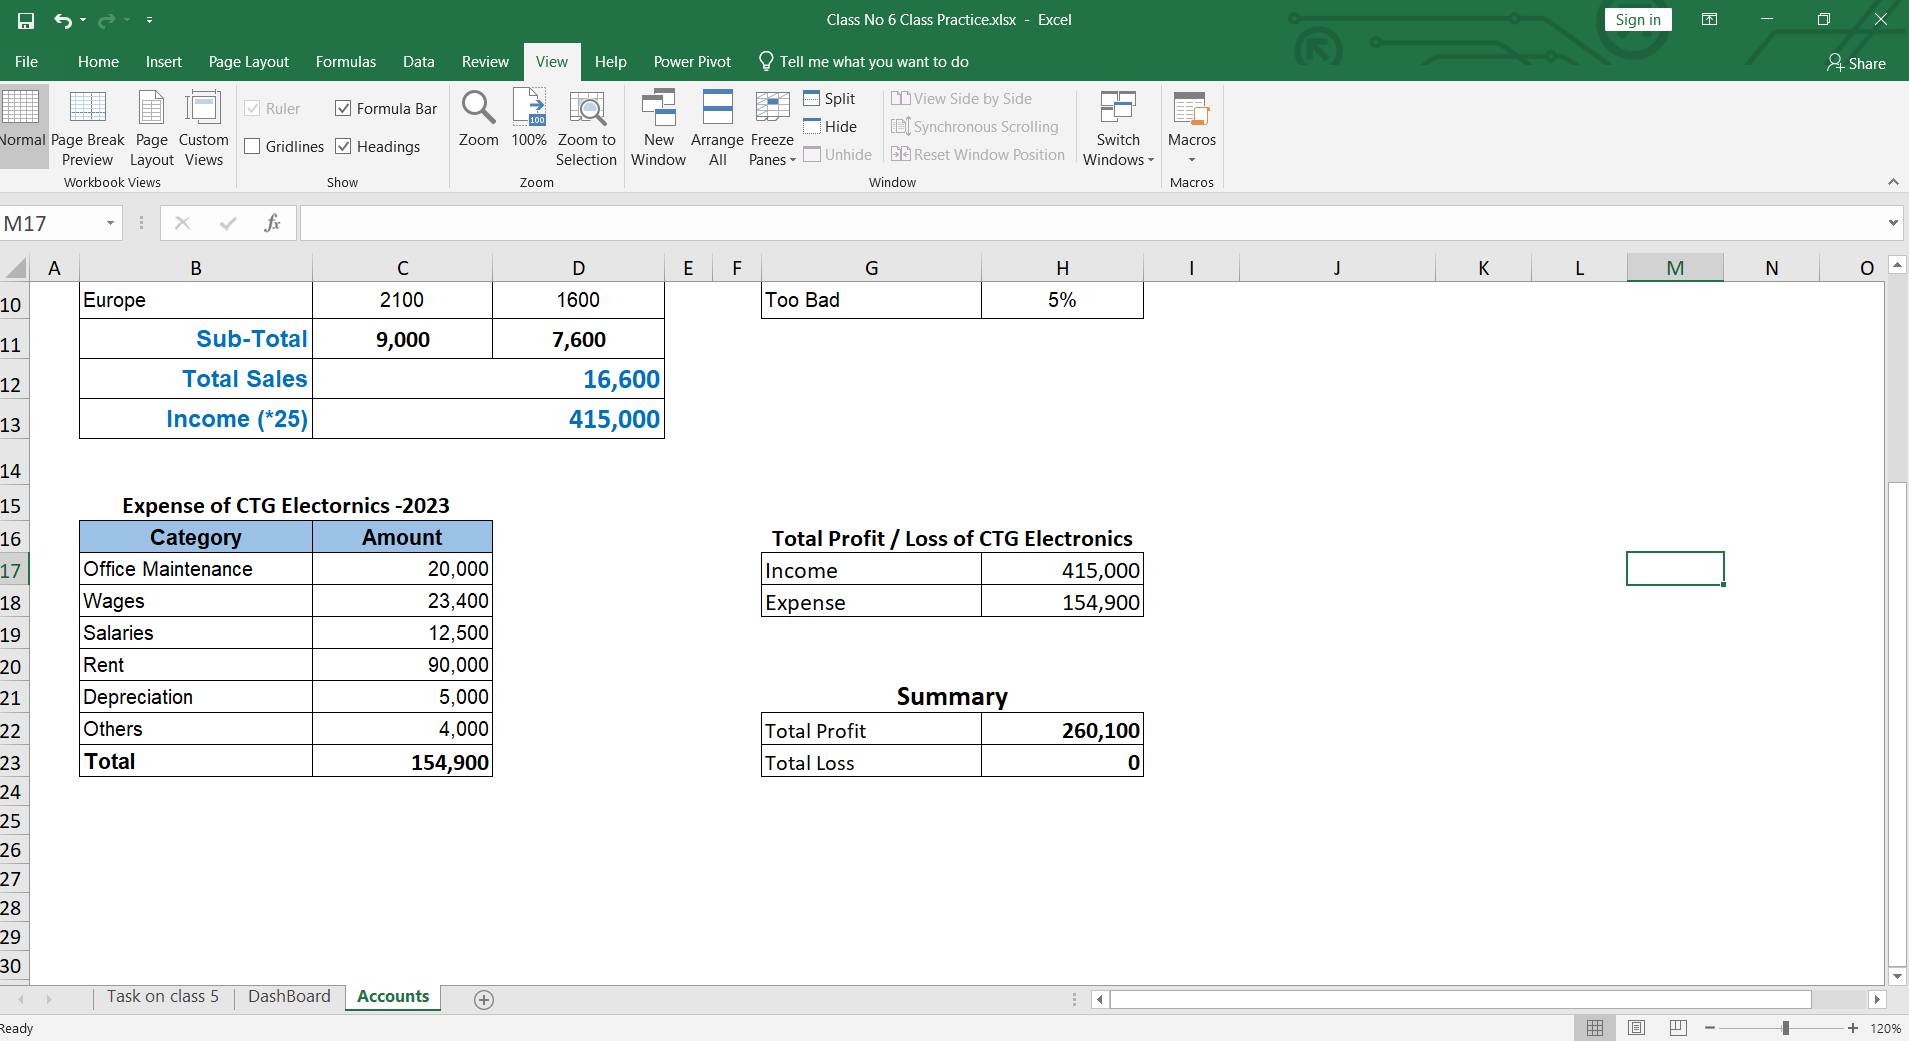 Class No 6 Class Practice.xlsx - Excel
Sign in
File Home Insert Page Layout Formulas Data Review View Help Power Pivot Tell me what you want to do
Share
Normal
Page Break Preview
Page Layout
Custom Views
Workbook Views
Ruler
Formula Bar
Gridlines
Headings
Show
Zoom
100
100%
Zoom to Selection
Zoom
New Window
Arrange All
Freeze Panes
Split
Hide
Unhide
View Side by Side
Synchronous Scrolling
Reset Window Position
Window
Switch Windows
Macros
Macros
M17
fx
A B C D E F G H I J K L M N O
10 Europe 2100 1600 Too Bad 5%
11 Sub-Total 9,000 7,600
12 Total Sales 16,600
13 Income (*25) 415,000
14
15 Expense of CTG Electornics -2023
16 Category Amount Total Profit / Loss of CTG Electronics
17 Office Maintenance 20,000 Income 415,000
18 Wages 23,400 Expense 154,900
19 Salaries 12,500
20 Rent 90,000
21 Depreciation 5,000 Summary
22 Others 4,000 Total Profit 260,100
23 Total 154,900 Total Loss 0
24
25
26
27
28
29
30
Task on class 5 DashBoard Accounts
Ready
120%